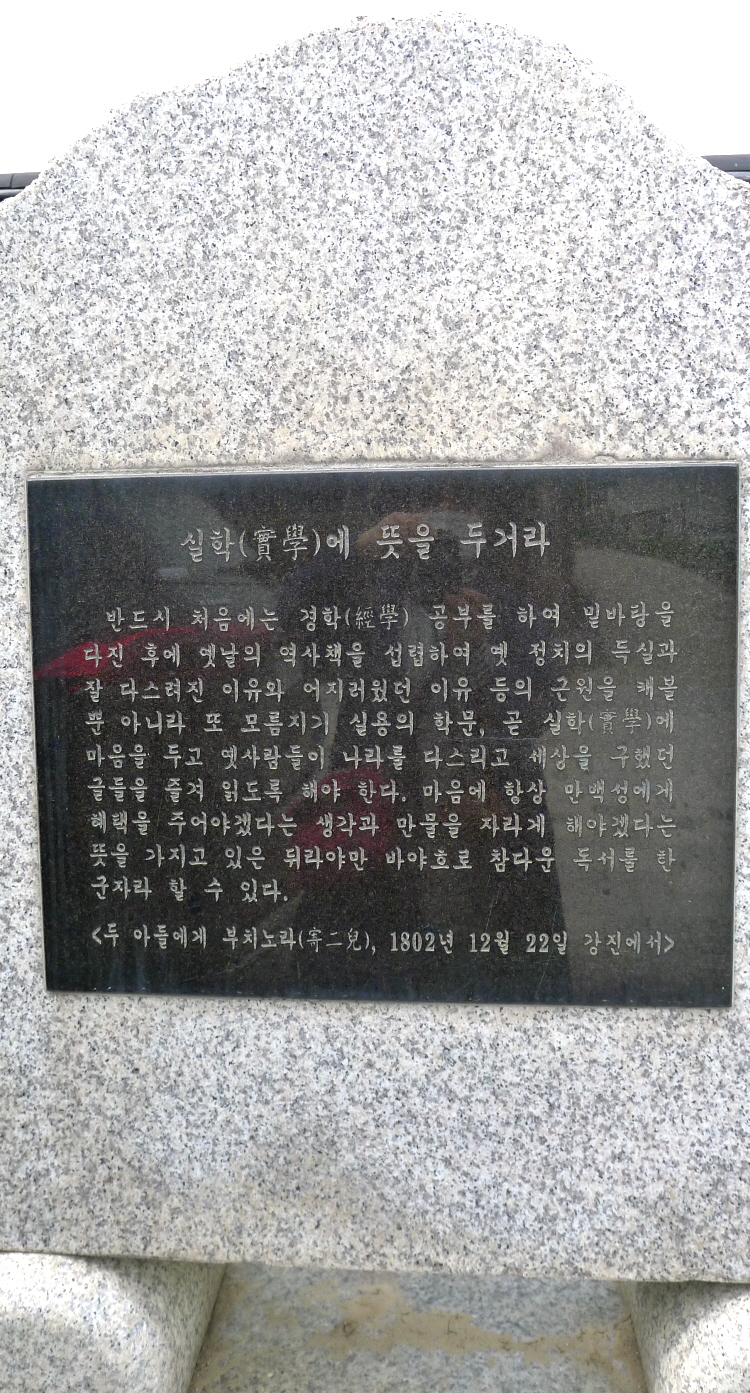 실학(實學)에 뜻을 두거라
반드시 처음에는 경학(經學) 공부를 하여 밑바탕을
다진 후에 옛날의 역사책을 섭렵하여 옛 정치의 득실과
잘 다스려진 이유와 어지러웠던 이유 등의 근원을 캐볼
뿐 아니라 또 모름지기 실용의 학문, 곧 실학(實學)에
마음을 두고 옛사람들이 나라를 다스리고 세상을 구했던
글들을 즐겨 읽도록 해야 한다. 마음에 항상 만백성에게
혜택을 주어야겠다는 생각과 만물을 자라게 해야겠다는
뜻을 가지고 있은 뒤라야만 바야흐로 참다운 독서를 한
군자라 할 수 있다.
<두 아들에게 부치노라(寄二兒), 1802년 12월 22일 강진에서>